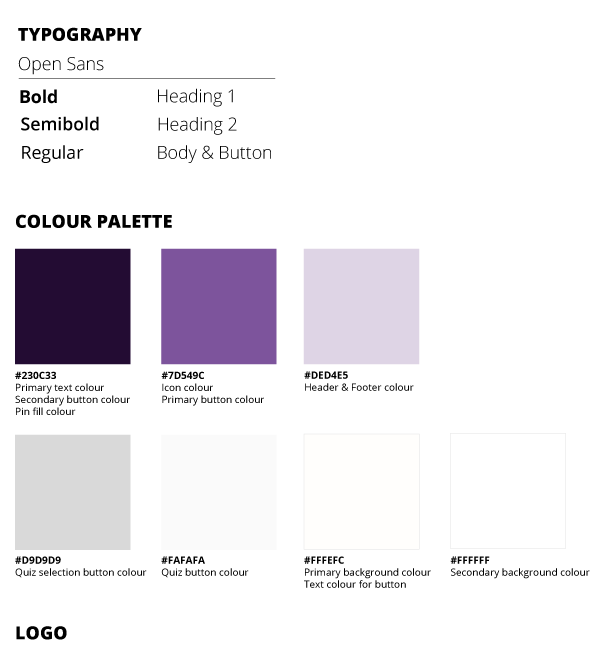 TYPOGRAPHY
Open Sans
Bold Heading 1
Semibold Heading 2
Regular Body & Button
COLOUR PALETTE
#230C33
Primary text colour
Secondary button colour
Pin fill colour
#7D549C
Icon colour
Primary button colour
#DED4E5
Header & Footer colour
#D9D9D9
Quiz selection button colour
#FAFAFA
Quiz button colour
#FFFEFC
Primary background colour
Text colour for button
#FFFFFF
Secondary background colour
LOGO